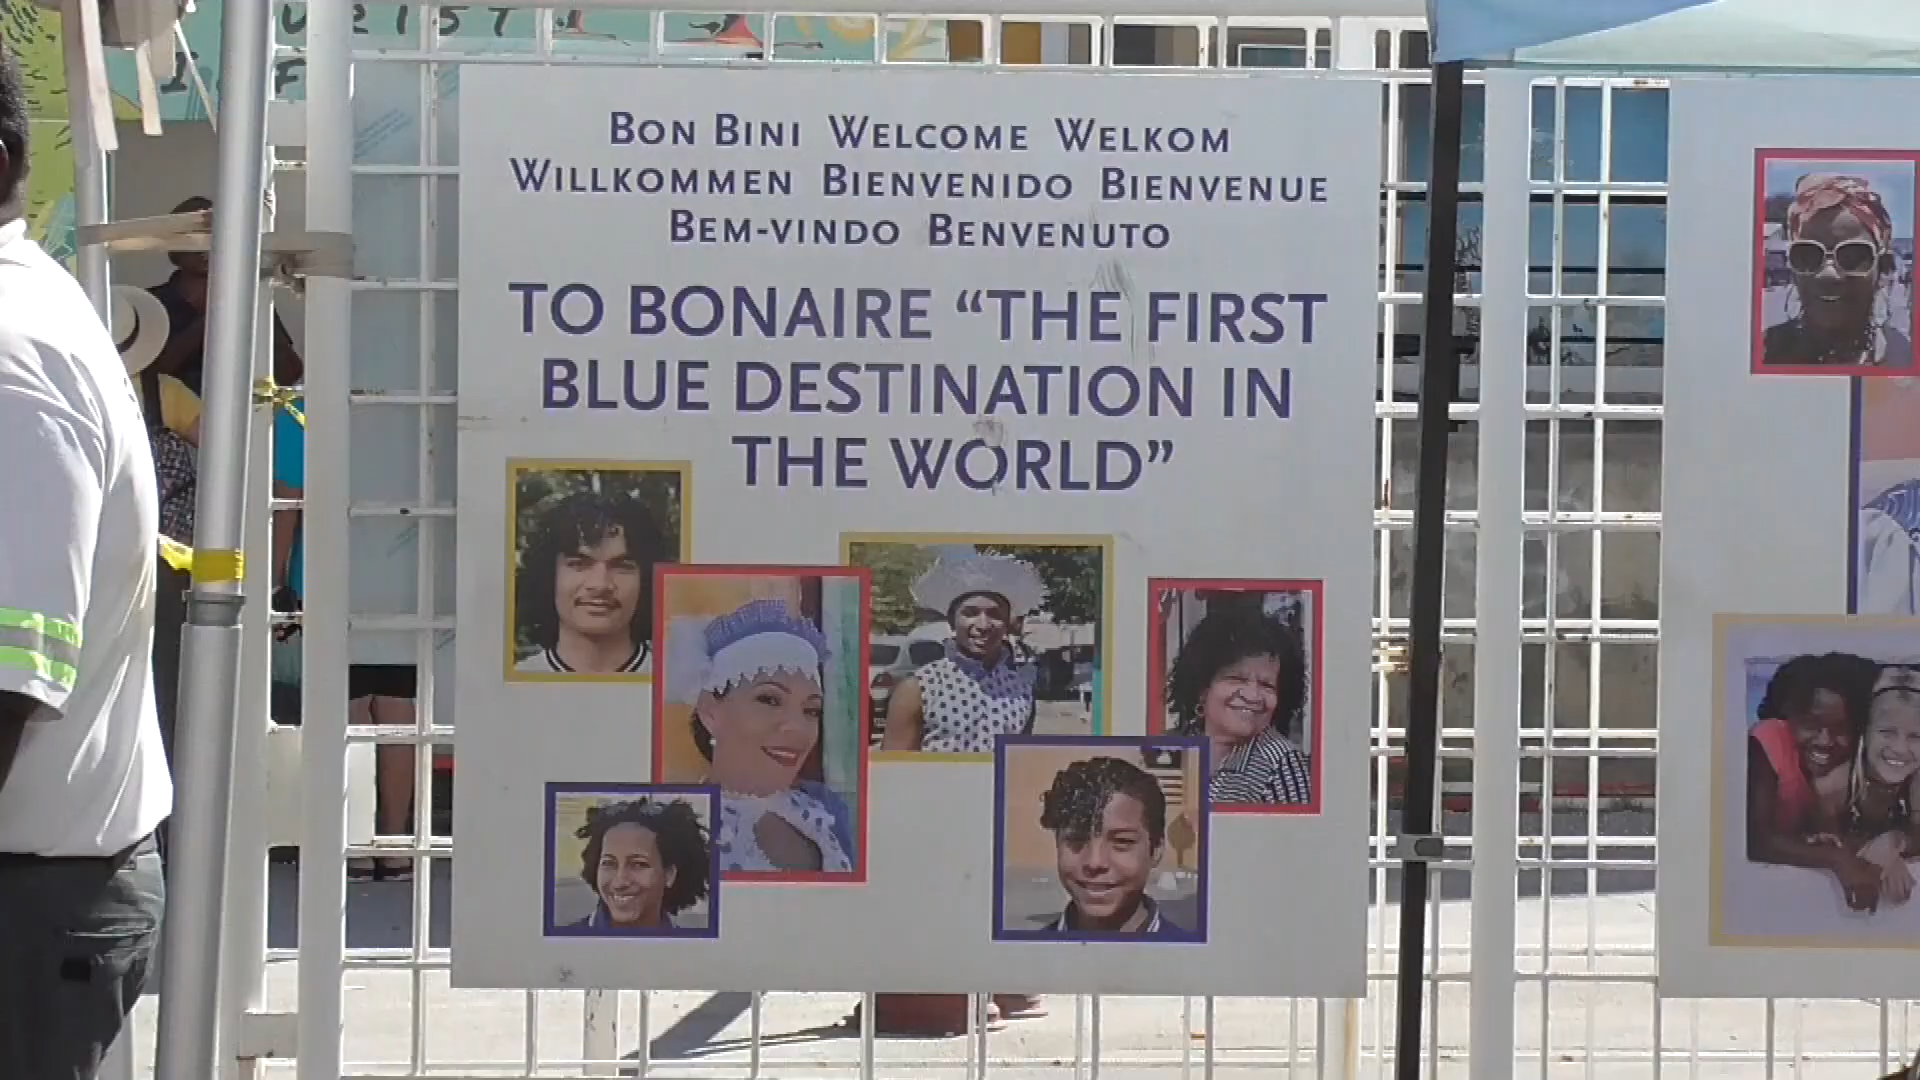 BON BINI WELCOME WELKOM
WILLKOMMEN BIENVENIDO BIENVENUE
BEM-VINDO BENVENUTO
TO BONAIRE “THE FIRST
BLUE DESTINATION IN
THE WORLD”